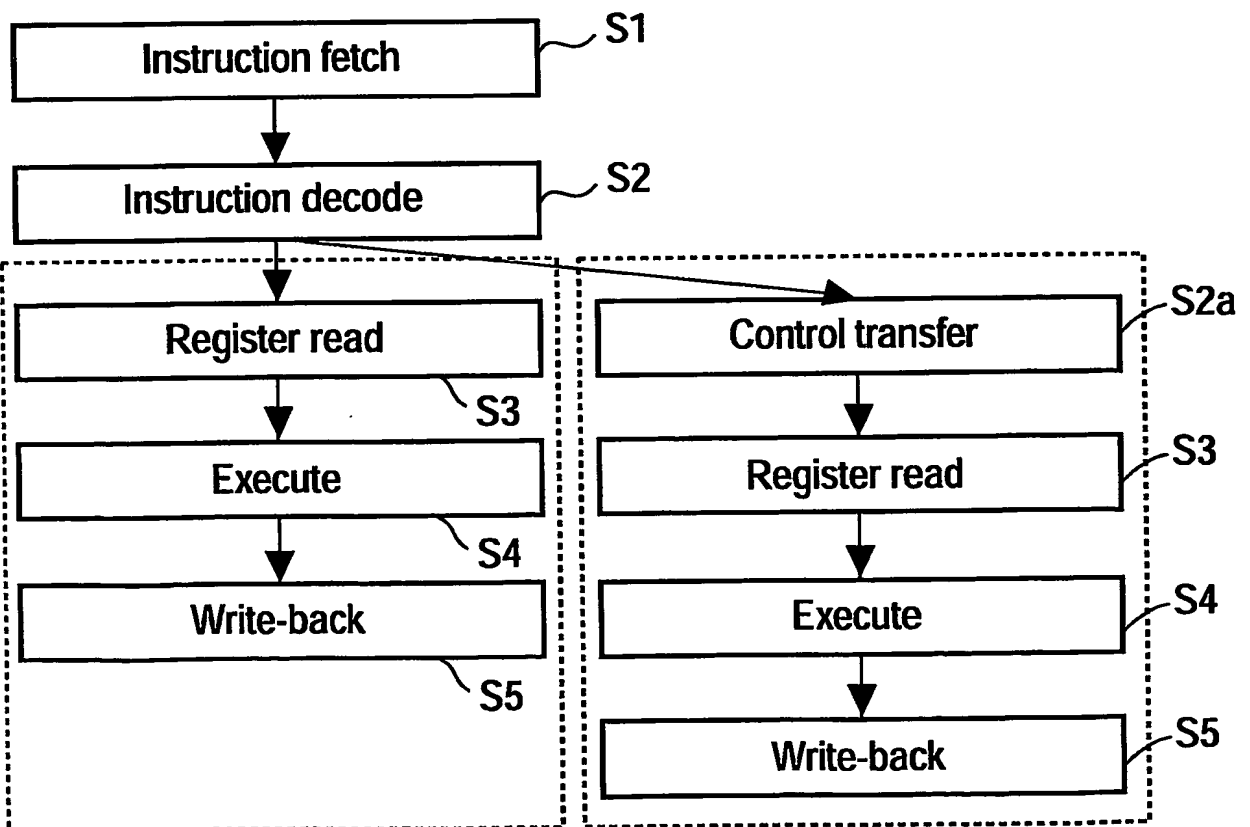 Instruction fetch
S1
Instruction decode
S2
Register read
S3
Execute
S4
Write-back
S5
Control transfer
S2a
Register read
S3
Execute
S4
Write-back
S5